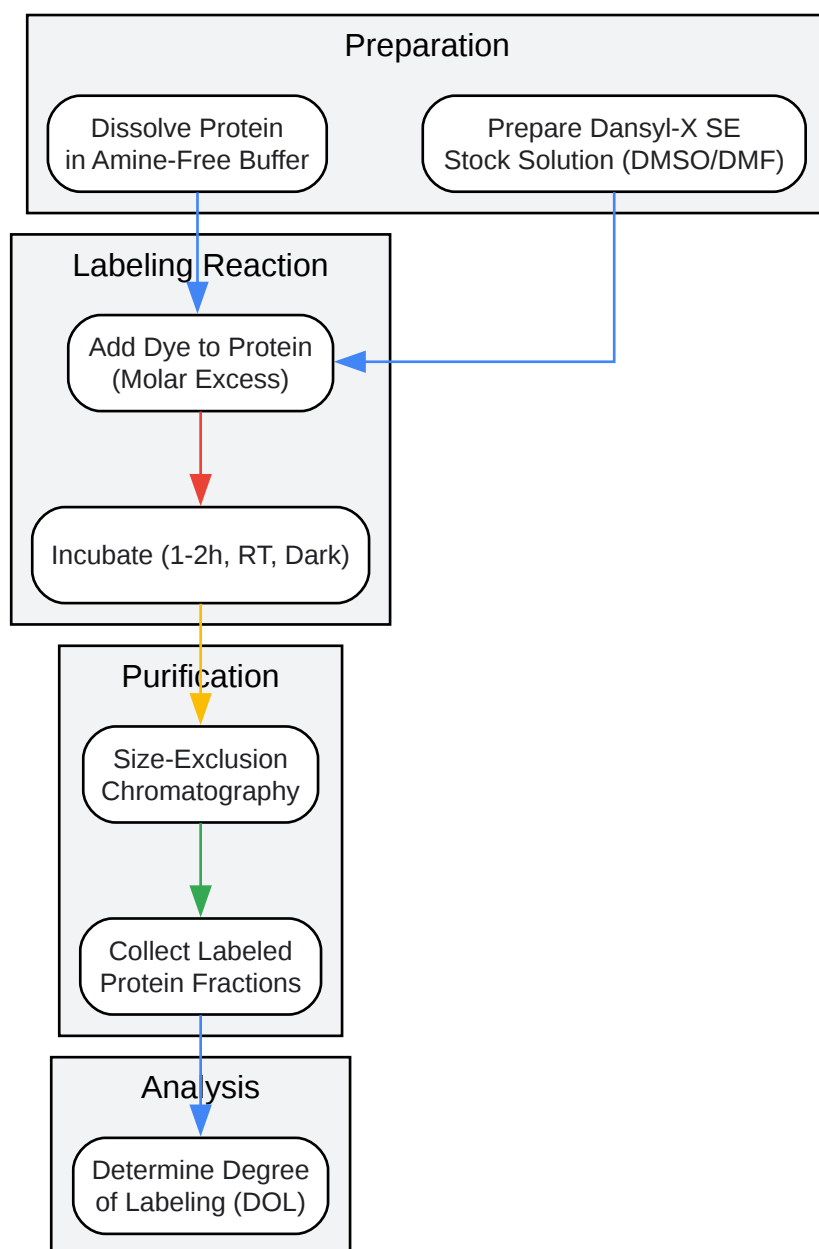 Preparation
Dissolve Protein
in Amine-Free Buffer
Prepare Dansyl-X SE
Stock Solution (DMSO/DMF)
Labeling Reaction
Add Dye to Protein
(Molar Excess)
Incubate (1-2h, RT, Dark)
Purification
Size-Exclusion
Chromatography
Collect Labeled
Protein Fractions
Analysis
Determine Degree
of Labeling (DOL)